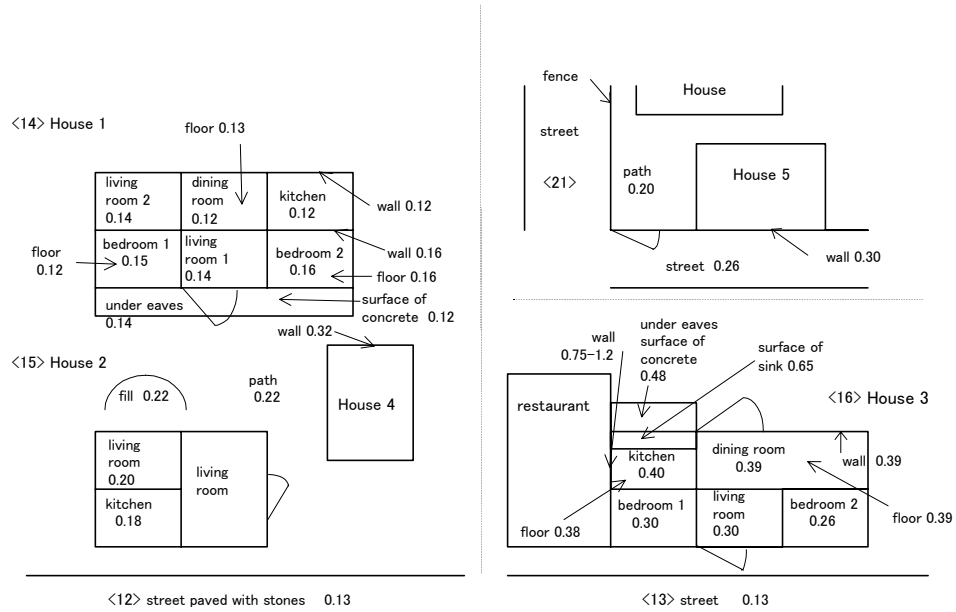 <14> House 1
floor 0.13
living
room 2
0.14
dining
room
0.12
kitchen
0.12
wall 0.12
floor
0.12
bedroom 1
0.15
living
room 1
0.14
bedroom 2
0.16
wall 0.16
floor 0.16
under eaves
0.14
surface of
concrete 0.12
wall 0.32
<15> House 2
fill 0.22
path
0.22
House 4
living
room
0.20
kitchen
0.18
living
room
<12> street paved with stones 0.13
fence
House
street
<21>
path
0.20
House 5
street 0.26
wall 0.30
wall
0.75-1.2
under eaves
surface of
concrete
0.48
surface of
sink 0.65
<16> House 3
restaurant
kitchen
0.40
dining room
0.39
wall 0.39
floor 0.38
bedroom 1
0.30
living
room
0.30
bedroom 2
0.26
floor 0.39
<13> street 0.13